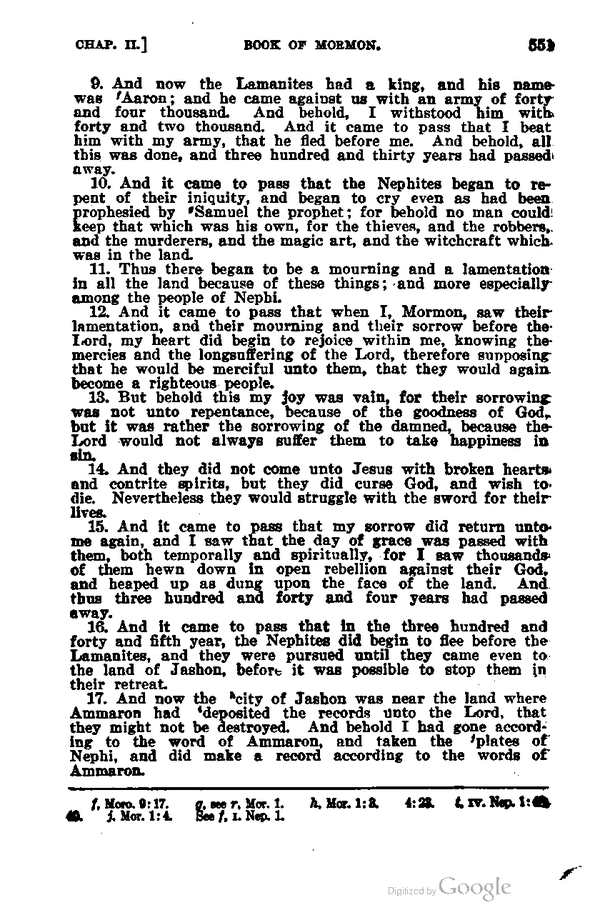 CHAP. II.] BOOK OF MORMON. 551
9. And now the Lamanites had a king, and his name
was ᶠAaron; and he came against us with an army of forty
and four thousand. And behold, I withstood him with
forty and two thousand. And it came to pass that I beat
him with my army, that he fled before me. And behold, all
this was done, and three hundred and thirty years had passed
away.
10. And it came to pass that the Nephites began to re-
pent of their iniquity, and began to cry even as had been
prophesied by ᵍSamuel the prophet; for behold no man could
keep that which was his own, for the thieves, and the robbers,
and the murderers, and the magic art, and the witchcraft which
was in the land.
11. Thus there began to be a mourning and a lamentation
in all the land because of these things; and more especially
among the people of Nephi.
12. And it came to pass that when I, Mormon, saw their
lamentation, and their mourning and their sorrow before the
Lord, my heart did begin to rejoice within me, knowing the
mercies and the longsuffering of the Lord, therefore supposing
that he would be merciful unto them, that they would again
become a righteous people.
13. But behold this my joy was vain, for their sorrowing
was not unto repentance, because of the goodness of God,
but it was rather the sorrowing of the damned, because the
Lord would not always suffer them to take happiness in
sin.
14. And they did not come unto Jesus with broken hearts
and contrite spirits, but they did curse God, and wish to
die. Nevertheless they would struggle with the sword for their
lives.
15. And it came to pass that my sorrow did return unto
me again, and I saw that the day of grace was passed with
them, both temporally and spiritually, for I saw thousands
of them hewn down in open rebellion against their God,
and heaped up as dung upon the face of the land. And
thus three hundred and forty and four years had passed
away.
16. And it came to pass that in the three hundred and
forty and fifth year, the Nephites did begin to flee before the
Lamanites, and they were pursued until they came even to
the land of Jashon, before it was possible to stop them in
their retreat.
17. And now the ʰcity of Jashon was near the land where
Ammaron had ⁱdeposited the records unto the Lord, that
they might not be destroyed. And behold I had gone accord-
ing to the word of Ammaron, and taken the ʲplates of
Nephi, and did make a record according to the words of
Ammaron.
f, Moro. 9:17. g, see r, Mor. 1. h, Mor. 1:3. 4:23. i, IV. Nep. 1:48,
49. j, Mor. 1:4. See f, I. Nep. 1.
Digitized by Google